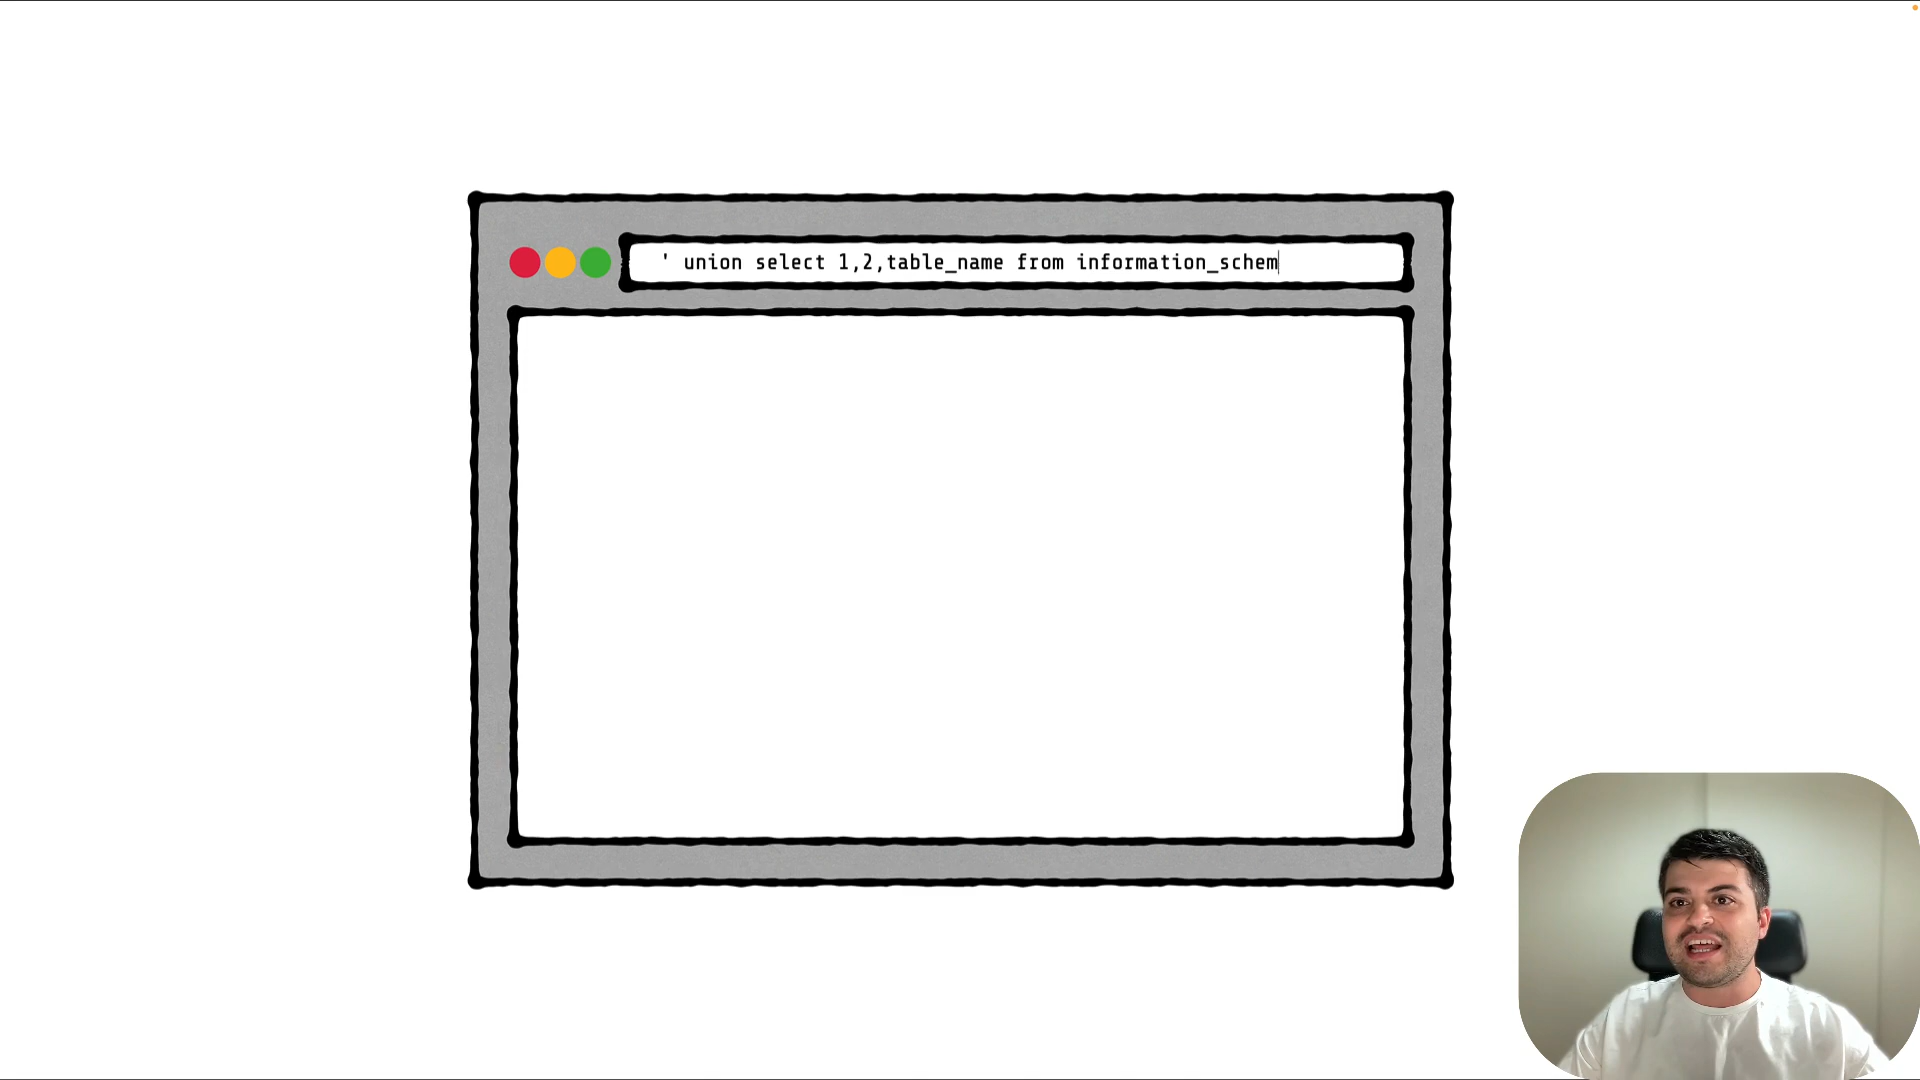 ' union select 1,2,table_name from information_schem